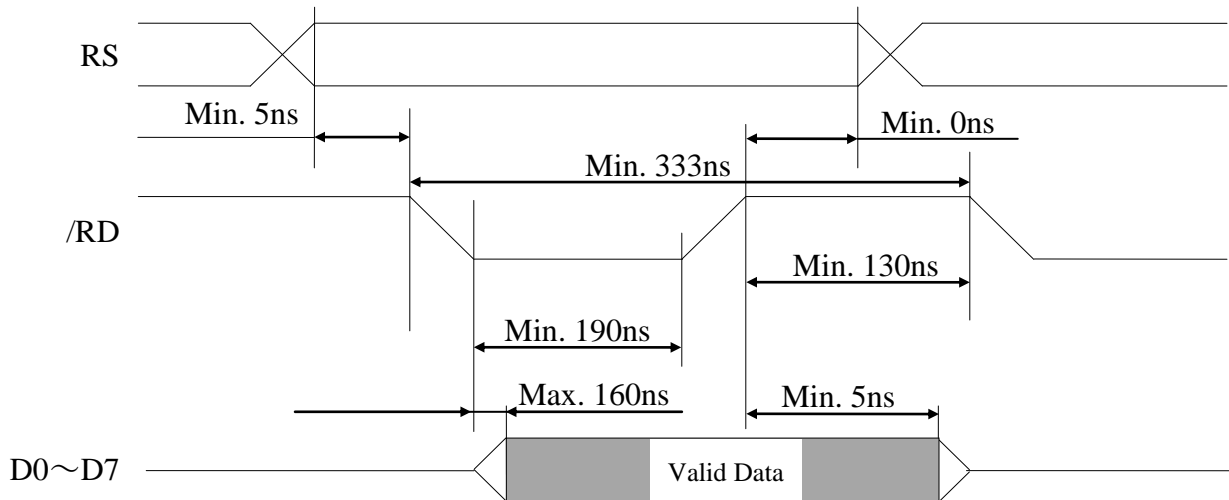 RS
Min. 5ns
Min. 0ns
Min. 333ns
/RD
Min. 130ns
Min. 190ns
Max. 160ns
Min. 5ns
D0～D7
Valid Data